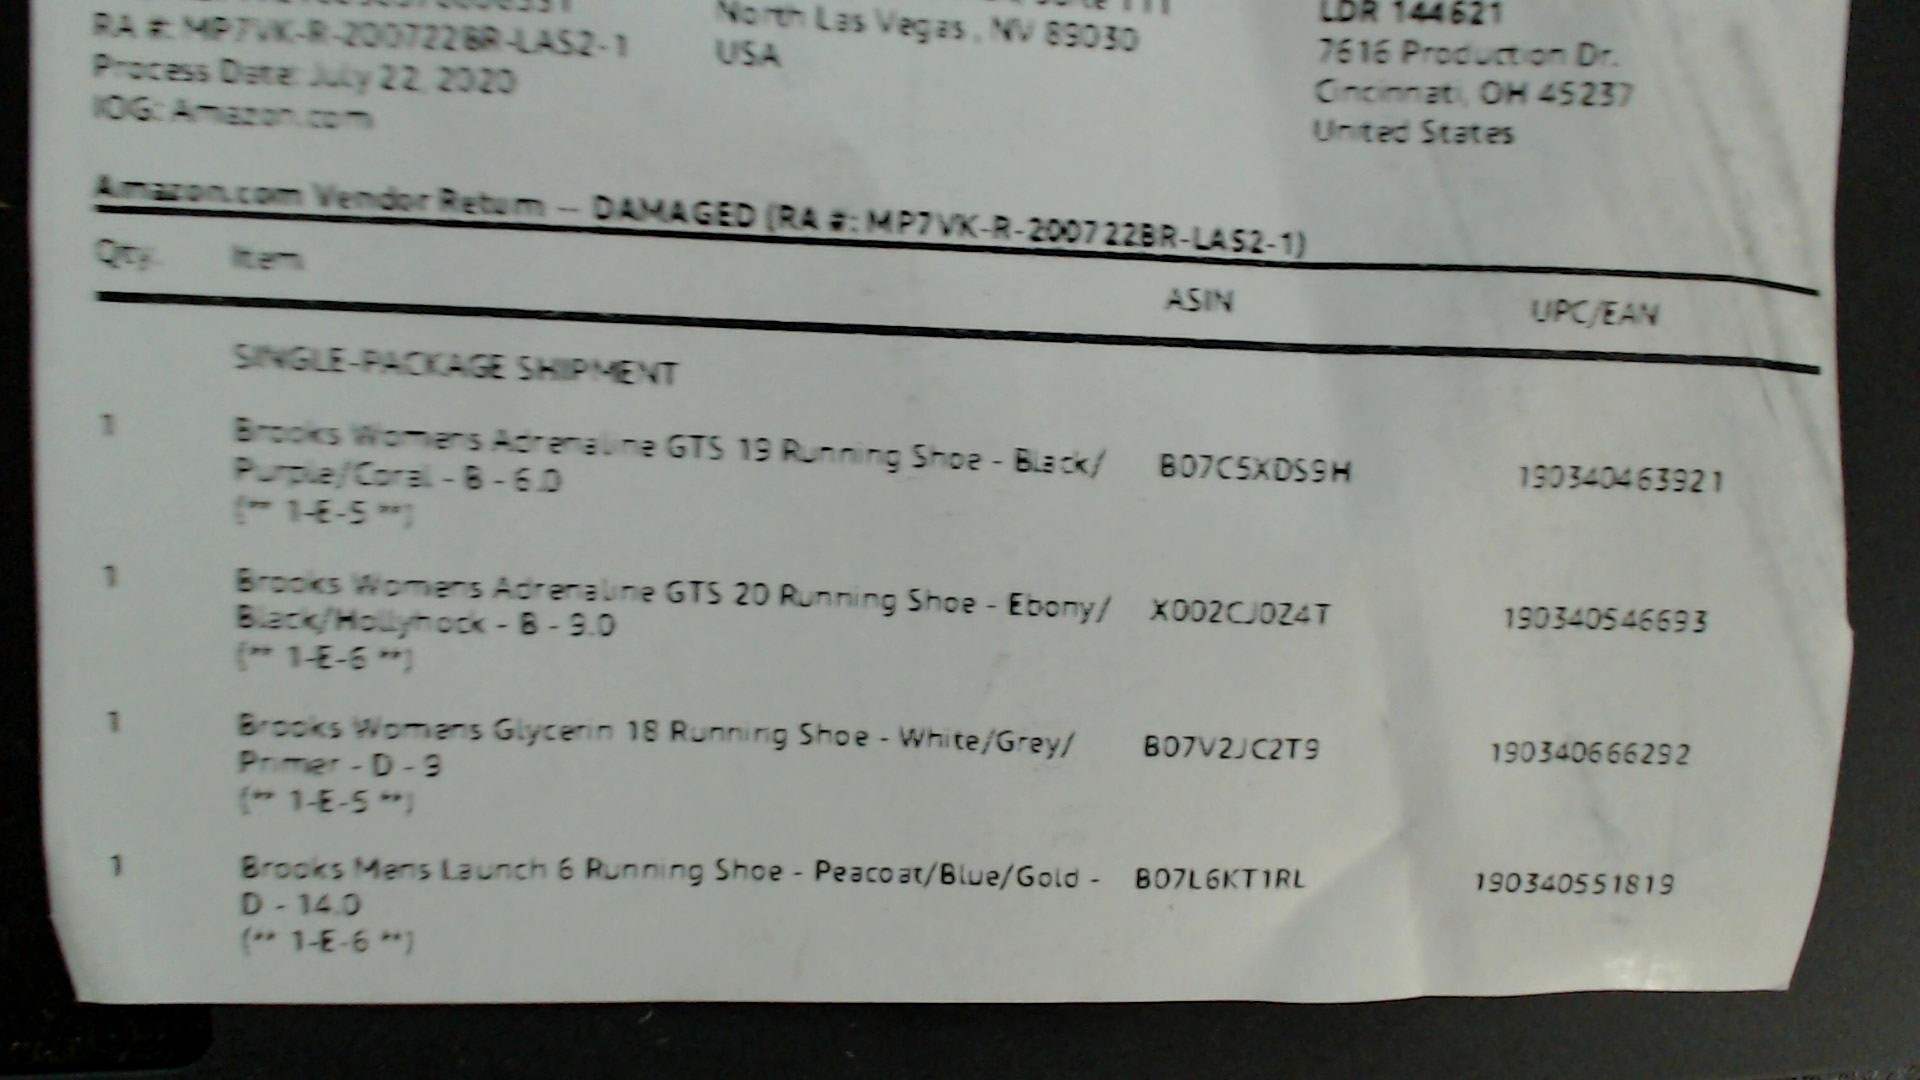 RA #: MP7VK-R-200722BR-LAS2-1
Process Date: July 22, 2020
IOG: Amazon.com
North Las Vegas, NV 89030
USA
LDR 144621
7616 Production Dr.
Cincinnati, OH 45237
United States
Amazon.com Vendor Return -- DAMAGED (RA #: MP7VK-R-200722BR-LAS2-1)
Qty. Item ASIN UPC/EAN
SINGLE-PACKAGE SHIPMENT
1 Brooks Womens Adrenaline GTS 19 Running Shoe - Black/ B07C5XDS9H 190340463921
Purple/Coral - B - 6.0
(** 1-E-5 **)
1 Brooks Womens Adrenaline GTS 20 Running Shoe - Ebony/ X002CJ0Z4T 190340546693
Black/Hollyhock - B - 9.0
(** 1-E-6 **)
1 Brooks Womens Glycerin 18 Running Shoe - White/Grey/ B07V2JC2T9 190340666292
Primer - D - 9
(** 1-E-5 **)
1 Brooks Mens Launch 6 Running Shoe - Peacoat/Blue/Gold - B07L6KT1RL 190340551819
D - 14.0
(** 1-E-6 **)